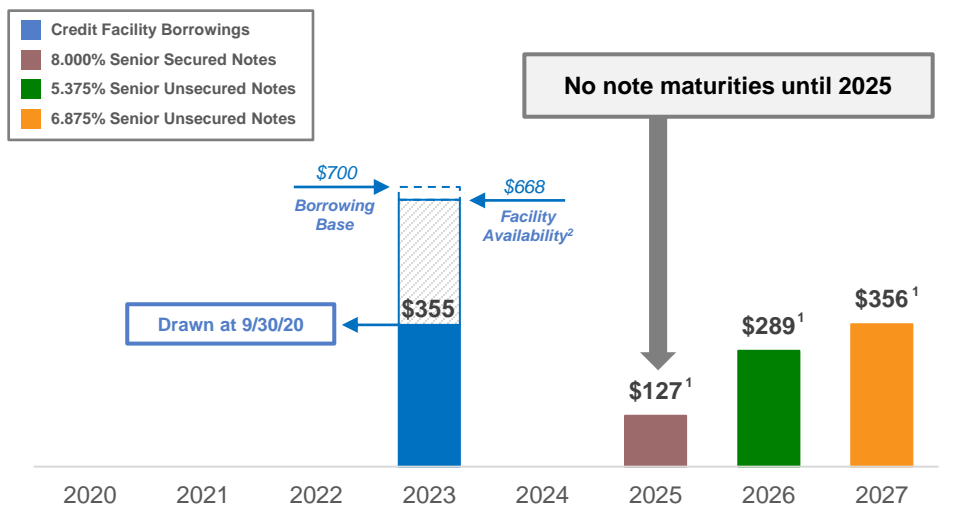 Credit Facility Borrowings
8.000% Senior Secured Notes
5.375% Senior Unsecured Notes
6.875% Senior Unsecured Notes
No note maturities until 2025
$700
Borrowing
Base
$668
Facility
Availability²
$355
Drawn at 9/30/20
$127 ¹
$289 ¹
$356 ¹
2020 2021 2022 2023 2024 2025 2026 2027